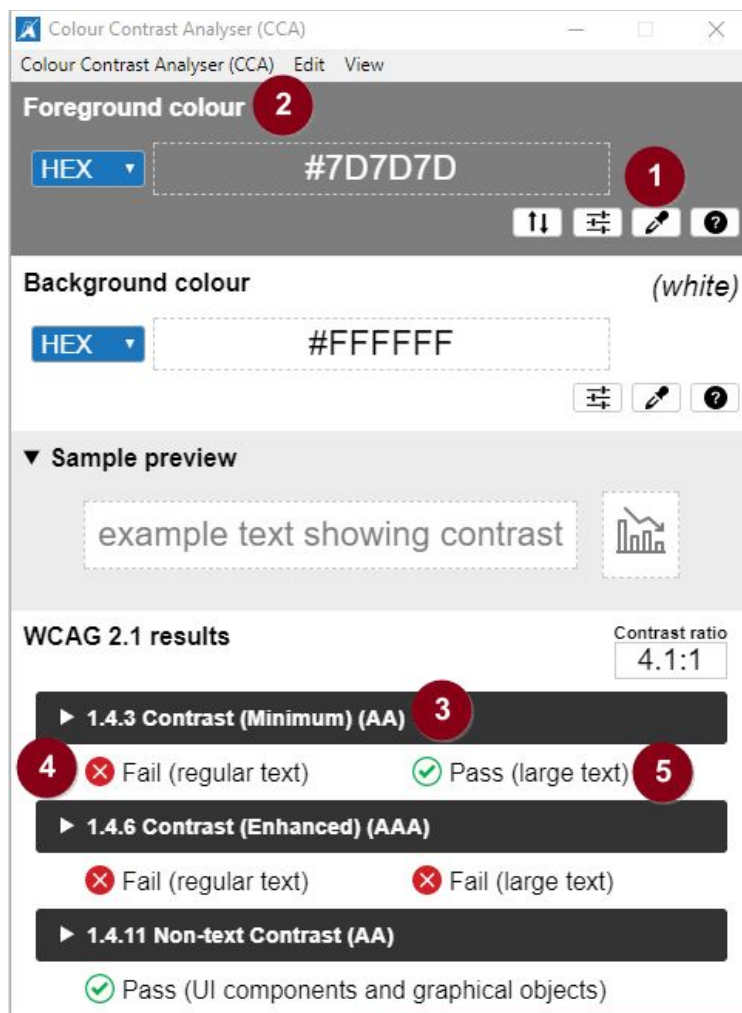 Colour Contrast Analyser (CCA)
Colour Contrast Analyser (CCA) Edit View
Foreground colour 2
HEX #7D7D7D 1
Background colour (white)
HEX #FFFFFF
Sample preview
example text showing contrast
WCAG 2.1 results Contrast ratio
4.1:1
1.4.3 Contrast (Minimum) (AA) 3
4 Fail (regular text) Pass (large text) 5
1.4.6 Contrast (Enhanced) (AAA)
Fail (regular text) Fail (large text)
1.4.11 Non-text Contrast (AA)
Pass (UI components and graphical objects)